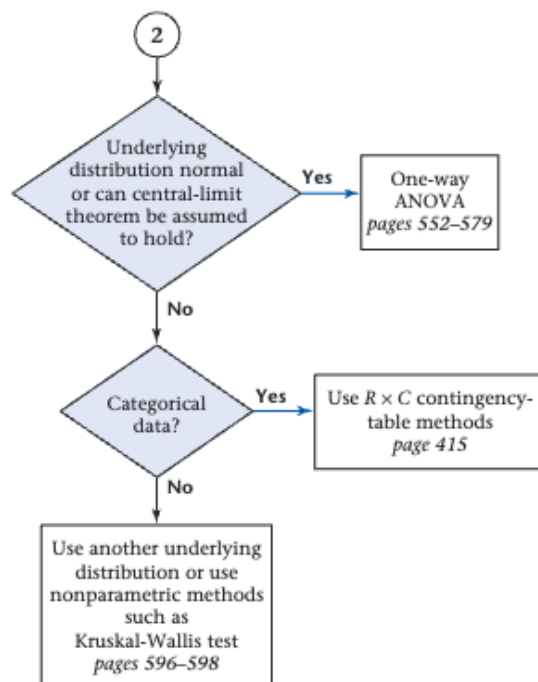 2
Underlying
distribution normal
or can central-limit
theorem be assumed
to hold?
Yes
One-way
ANOVA
pages 552–579
No
Categorical
data?
Yes
Use R × C contingency-
table methods
page 415
No
Use another underlying
distribution or use
nonparametric methods
such as
Kruskal-Wallis test
pages 596–598